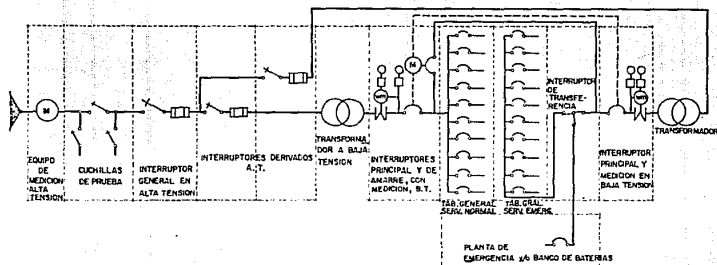 M
M
EQUIPO
DE
MEDICION
ALTA
TENSION
CUCHILLAS
DE PRUEBA
INTERRUPTOR
GENERAL EN
ALTA TENSION
INTERRUPTORES DERIVADOS
A. T.
TRANSFORMA
DOR A BAJA
TENSION
INTERRUPTORES
PRINCIPAL Y DE
AMARRE, CON
MEDICION, B.T.
TAB. GENERAL
SERV. NORMAL
TAB. GRAL
SERV. EMERG.
INTERRUPTOR
DE
TRANSFE-
RENCIA
INTERRUPTOR
PRINCIPAL Y
MEDICION EN
BAJA TENSION
TRANSFORMADOR
PLANTA DE
EMERGENCIA y/o BANCO DE BATERIAS